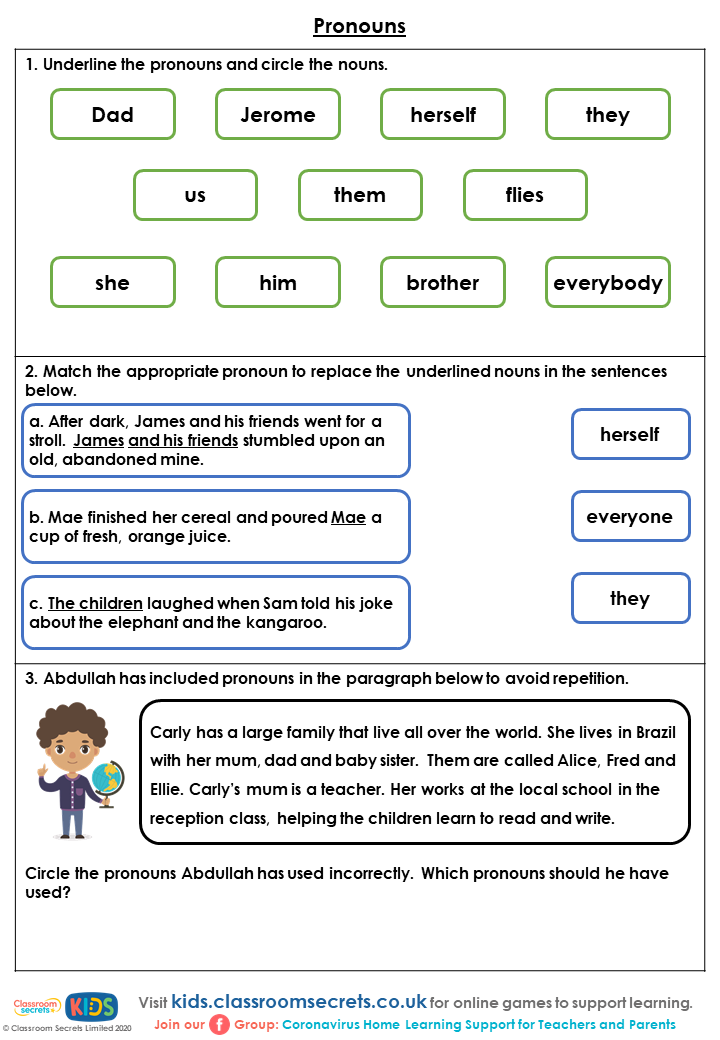 Pronouns
1. Underline the pronouns and circle the nouns.
Dad Jerome herself they
us them flies
she him brother everybody
2. Match the appropriate pronoun to replace the underlined nouns in the sentences
below.
a. After dark, James and his friends went for a
stroll. James and his friends stumbled upon an
old, abandoned mine.
herself
b. Mae finished her cereal and poured Mae a
cup of fresh, orange juice.
everyone
c. The children laughed when Sam told his joke
about the elephant and the kangaroo.
they
3. Abdullah has included pronouns in the paragraph below to avoid repetition.
Carly has a large family that live all over the world. She lives in Brazil
with her mum, dad and baby sister. Them are called Alice, Fred and
Ellie. Carly's mum is a teacher. Her works at the local school in the
reception class, helping the children learn to read and write.
Circle the pronouns Abdullah has used incorrectly. Which pronouns should he have
used?
Classroom
secrets
KIDS
© Classroom Secrets Limited 2020
Visit kids.classroomsecrets.co.uk for online games to support learning.
Join our f Group: Coronavirus Home Learning Support for Teachers and Parents